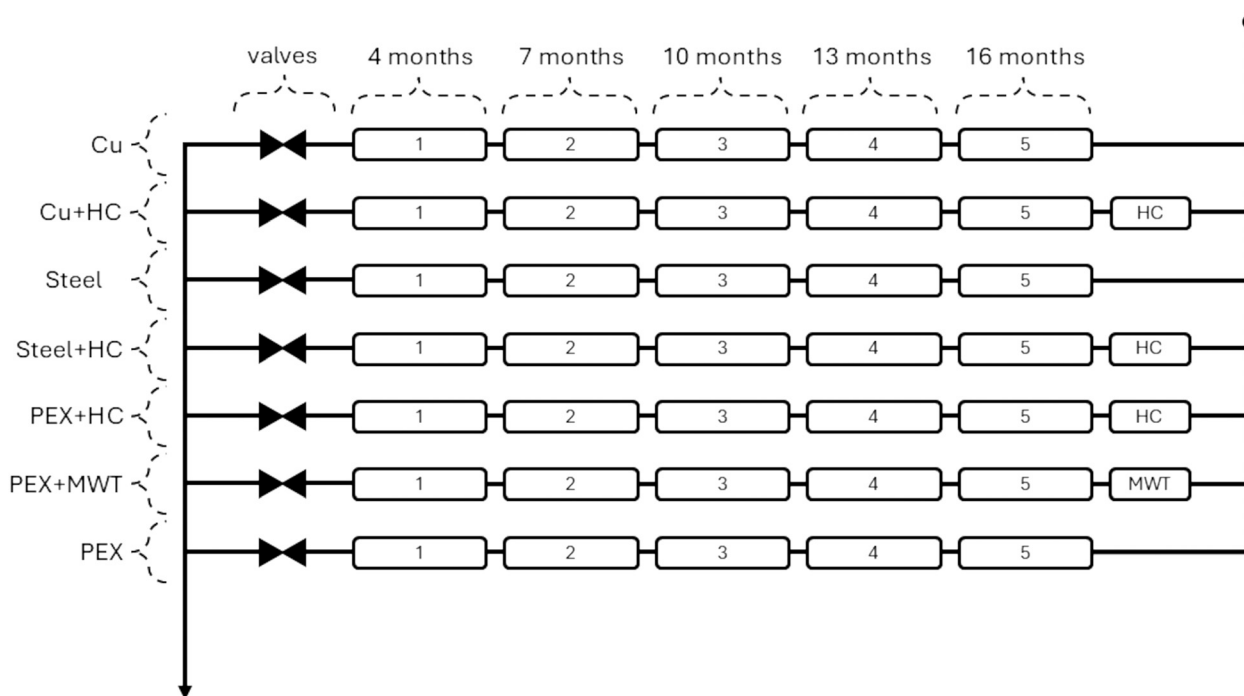 valves 4 months 7 months 10 months 13 months 16 months
Cu 1 2 3 4 5
Cu+HC 1 2 3 4 5 HC
Steel 1 2 3 4 5
Steel+HC 1 2 3 4 5 HC
PEX+HC 1 2 3 4 5 HC
PEX+MWT 1 2 3 4 5 MWT
PEX 1 2 3 4 5